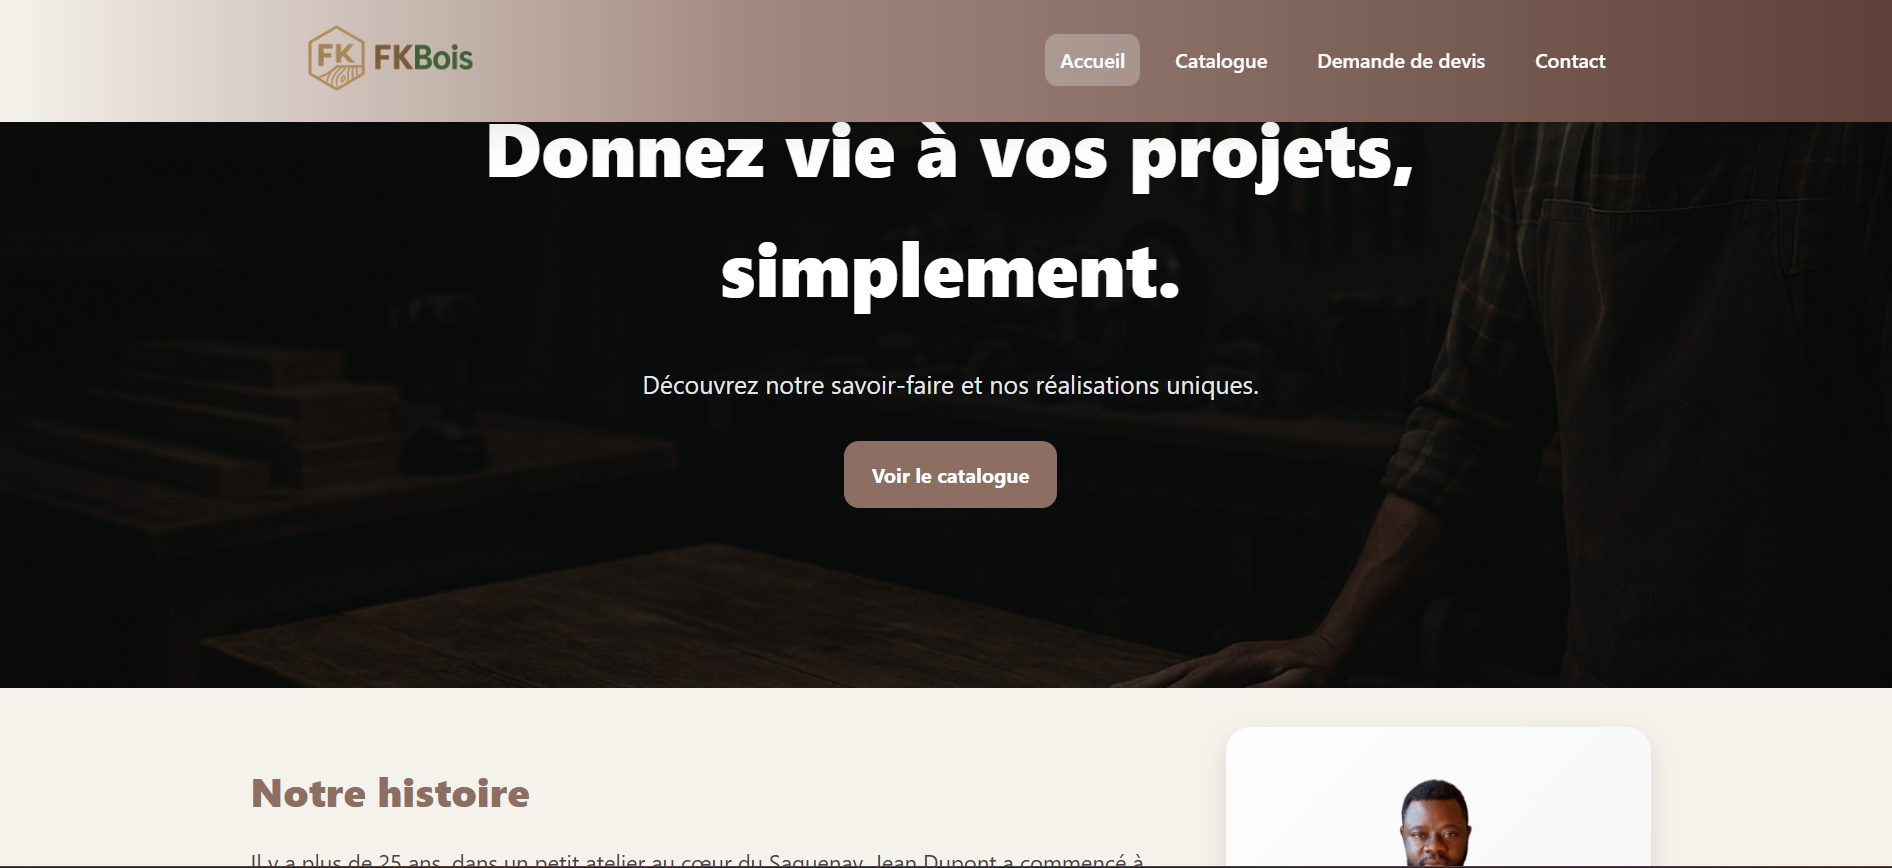 FK FKBois
Accueil Catalogue Demande de devis Contact
Donnez vie à vos projets,
simplement.
Découvrez notre savoir-faire et nos réalisations uniques.
Voir le catalogue
Notre histoire
Il y a plus de 25 ans, dans un petit atelier au cœur du Saguenay, Jean Dupont a commencé à